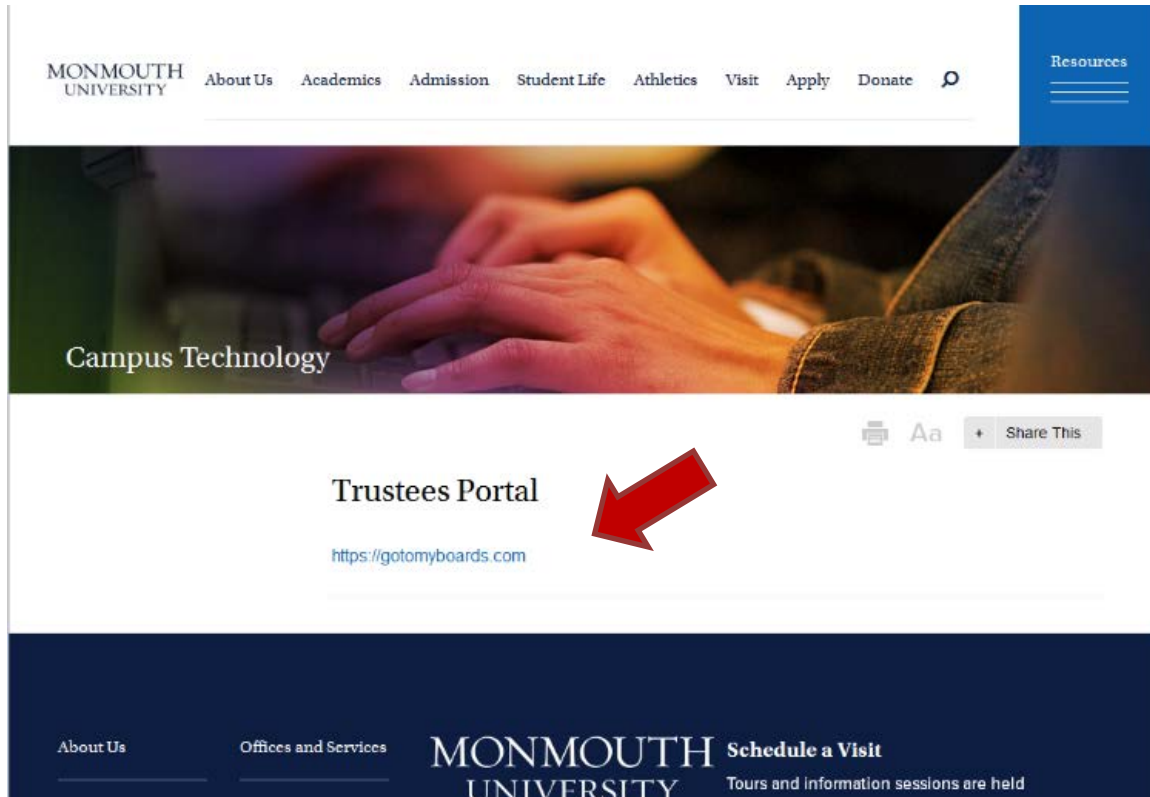 MONMOUTH
UNIVERSITY
About Us Academics Admission Student Life Athletics Visit Apply Donate
Resources
Campus Technology
Aa + Share This
Trustees Portal
https://gotomyboards.com
About Us Offices and Services
MONMOUTH
UNIVERSITY
Schedule a Visit
Tours and information sessions are held